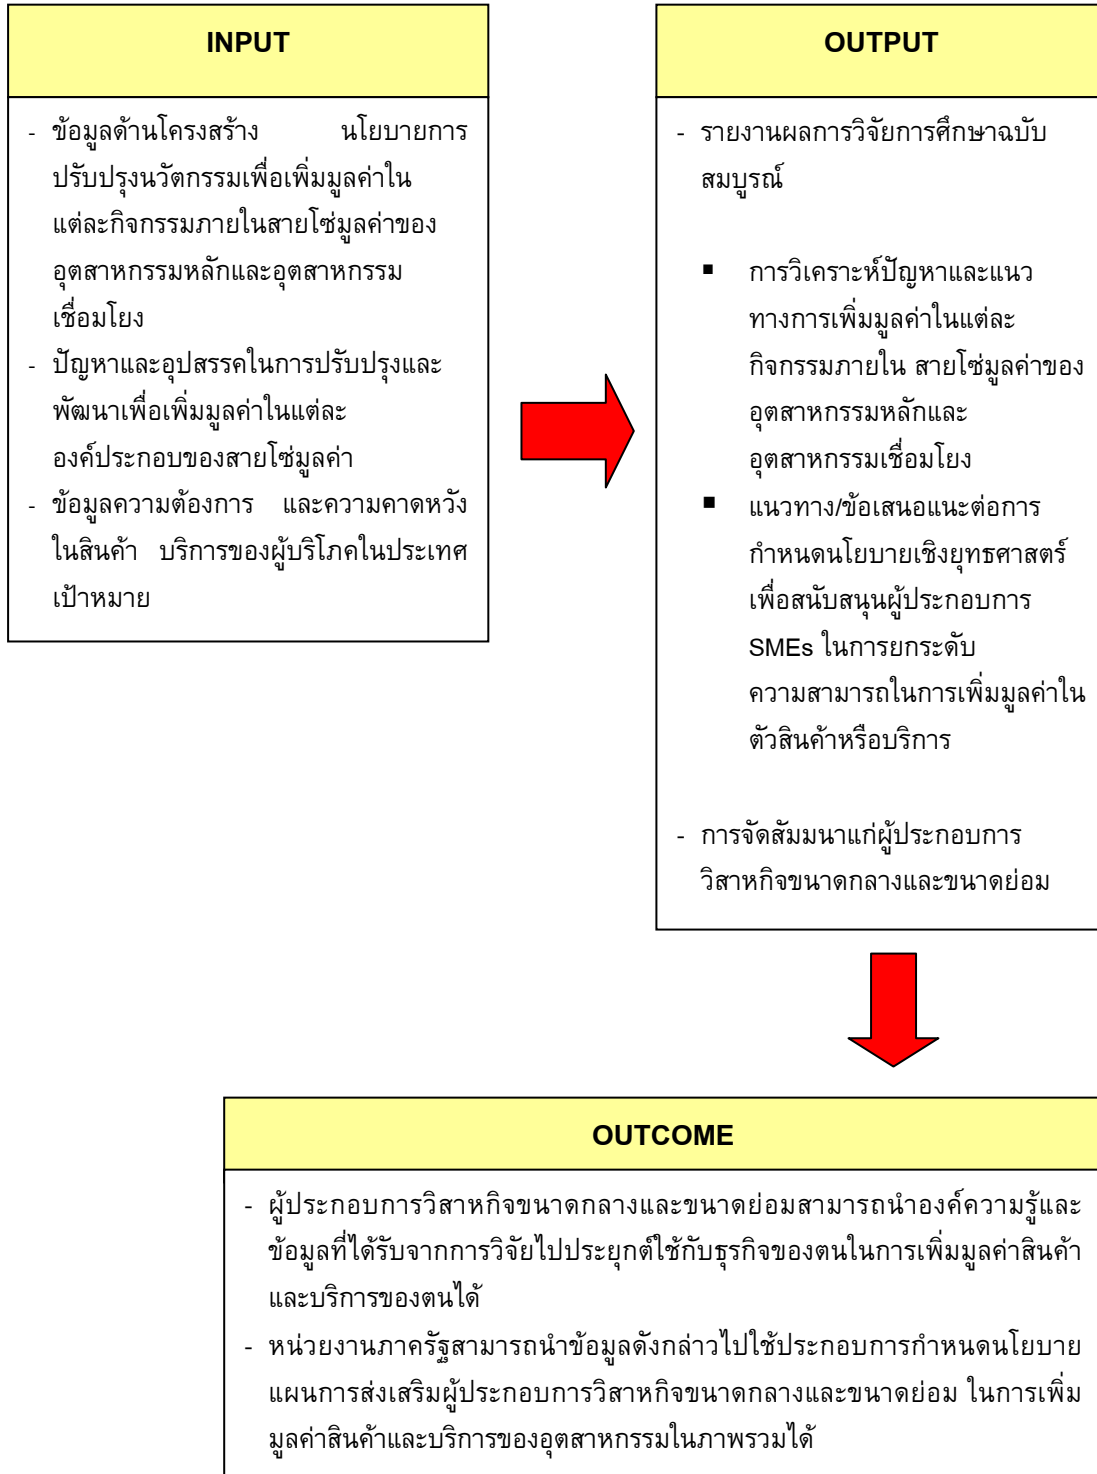 INPUT
- ข้อมูลด้านโครงสร้าง นโยบายการ
ปรับปรุงนวัตกรรมเพื่อเพิ่มมูลค่าใน
แต่ละกิจกรรมภายในสายโซ่มูลค่าของ
อุตสาหกรรมหลักและอุตสาหกรรม
เชื่อมโยง
- ปัญหาและอุปสรรคในการปรับปรุงและ
พัฒนาเพื่อเพิ่มมูลค่าในแต่ละ
องค์ประกอบของสายโซ่มูลค่า
- ข้อมูลความต้องการ และความคาดหวัง
ในสินค้า บริการของผู้บริโภคในประเทศ
เป้าหมาย
OUTPUT
- รายงานผลการวิจัยการศึกษาฉบับ
สมบูรณ์
▪ การวิเคราะห์ปัญหาและแนว
ทางการเพิ่มมูลค่าในแต่ละ
กิจกรรมภายใน สายโซ่มูลค่าของ
อุตสาหกรรมหลักและ
อุตสาหกรรมเชื่อมโยง
▪ แนวทาง/ข้อเสนอแนะต่อการ
กำหนดนโยบายเชิงยุทธศาสตร์
เพื่อสนับสนุนผู้ประกอบการ
SMEs ในการยกระดับ
ความสามารถในการเพิ่มมูลค่าใน
ตัวสินค้าหรือบริการ
- การจัดสัมมนาแก่ผู้ประกอบการ
วิสาหกิจขนาดกลางและขนาดย่อม
OUTCOME
- ผู้ประกอบการวิสาหกิจขนาดกลางและขนาดย่อมสามารถนำองค์ความรู้และ
ข้อมูลที่ได้รับจากการวิจัยไปประยุกต์ใช้กับธุรกิจของตนในการเพิ่มมูลค่าสินค้า
และบริการของตนได้
- หน่วยงานภาครัฐสามารถนำข้อมูลดังกล่าวไปใช้ประกอบการกำหนดนโยบาย
แผนการส่งเสริมผู้ประกอบการวิสาหกิจขนาดกลางและขนาดย่อม ในการเพิ่ม
มูลค่าสินค้าและบริการของอุตสาหกรรมในภาพรวมได้